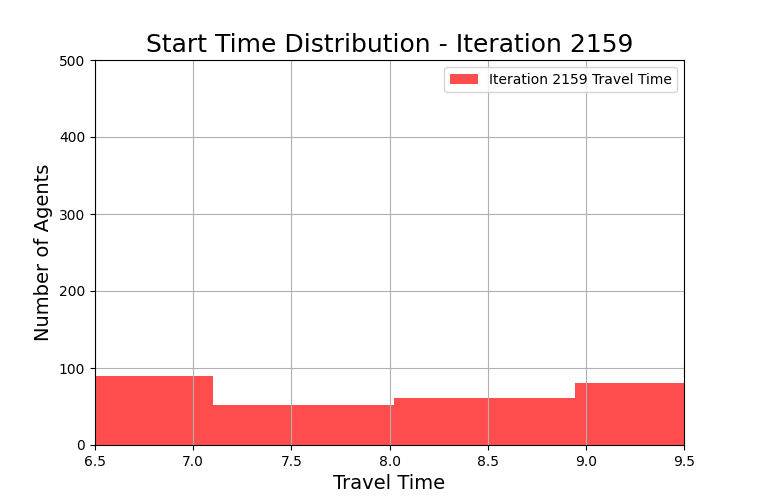 Start Time Distribution - Iteration 2159
Iteration 2159 Travel Time
Number of Agents
500
400
300
200
100
0
6.5 7.0 7.5 8.0 8.5 9.0 9.5
Travel Time